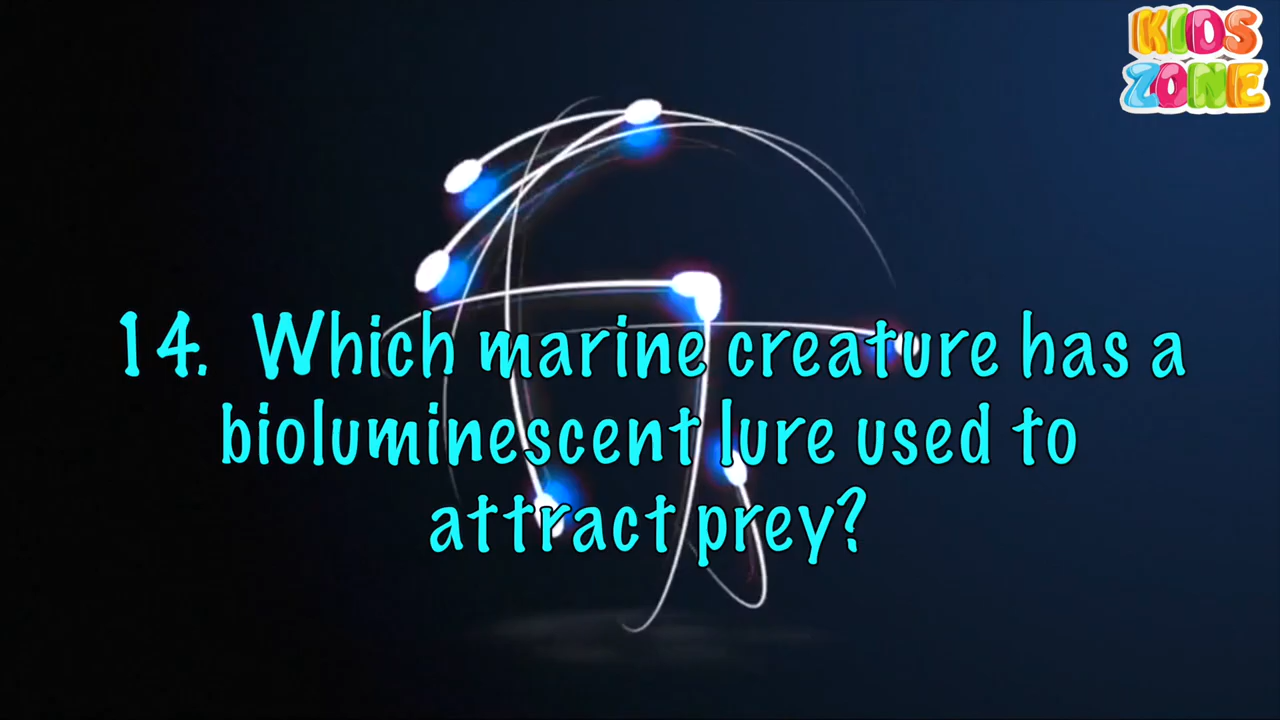 KIDS
ZONE
14. Which marine creature has a
bioluminescent lure used to
attract prey?